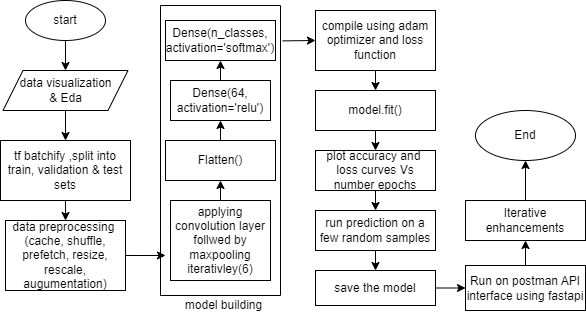 start
data visualization
& Eda
tf batchify ,split into
train, validation & test
sets
data preprocessing
(cache, shuffle,
prefetch, resize,
rescale,
augumentation)
applying
convolution layer
follwed by
maxpooling
iterativley(6)
Flatten()
Dense(64,
activation='relu')
Dense(n_classes,
activation='softmax')
model building
compile using adam
optimizer and loss
function
model.fit()
plot accuracy and
loss curves Vs
number epochs
run prediction on a
few random samples
save the model
Run on postman API
interface using fastapi
Iterative
enhancements
End